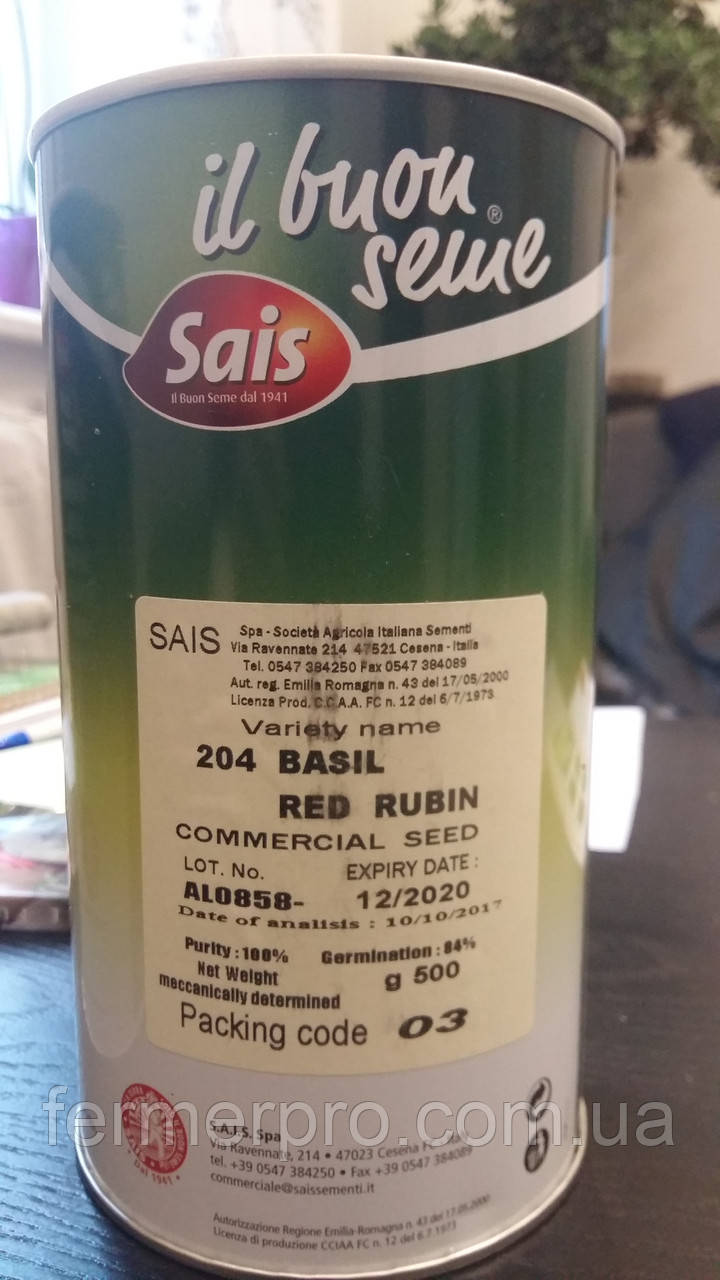 il buon
seme®
Sais
Il Buon Seme dal 1941
SAIS
Spa - Società Agricola Italiana Sementi
Via Ravennate 214 47521 Cesena - Italia
Tel. 0547 384250 Fax 0547 384089
Aut. reg. Emilia Romagna n. 43 del 17/05/2000
Licenza Prod. C.C.A.A. FC n. 12 del 6/7/1973
Variety name
204 BASIL
RED RUBIN
COMMERCIAL SEED
LOT. No. EXPIRY DATE :
AL0858- 12/2020
Date of analisis : 10/10/2017
Purity : 100% Germination : 84%
Net Weight g 500
meccanically determined
Packing code 03
fermerpro.com.ua
S.A.I.S. Spa
Via Ravennate, 214 • 47023 Cesena FC
tel. +39 0547 384250 • Fax +39 0547 384089
commerciale@saissementi.it
Dal 1941
Autorizzazione Regione Emilia-Romagna n. 43 del 17.05.2000
Licenza di produzione CCIAA FC n. 12 del 6.7.1973